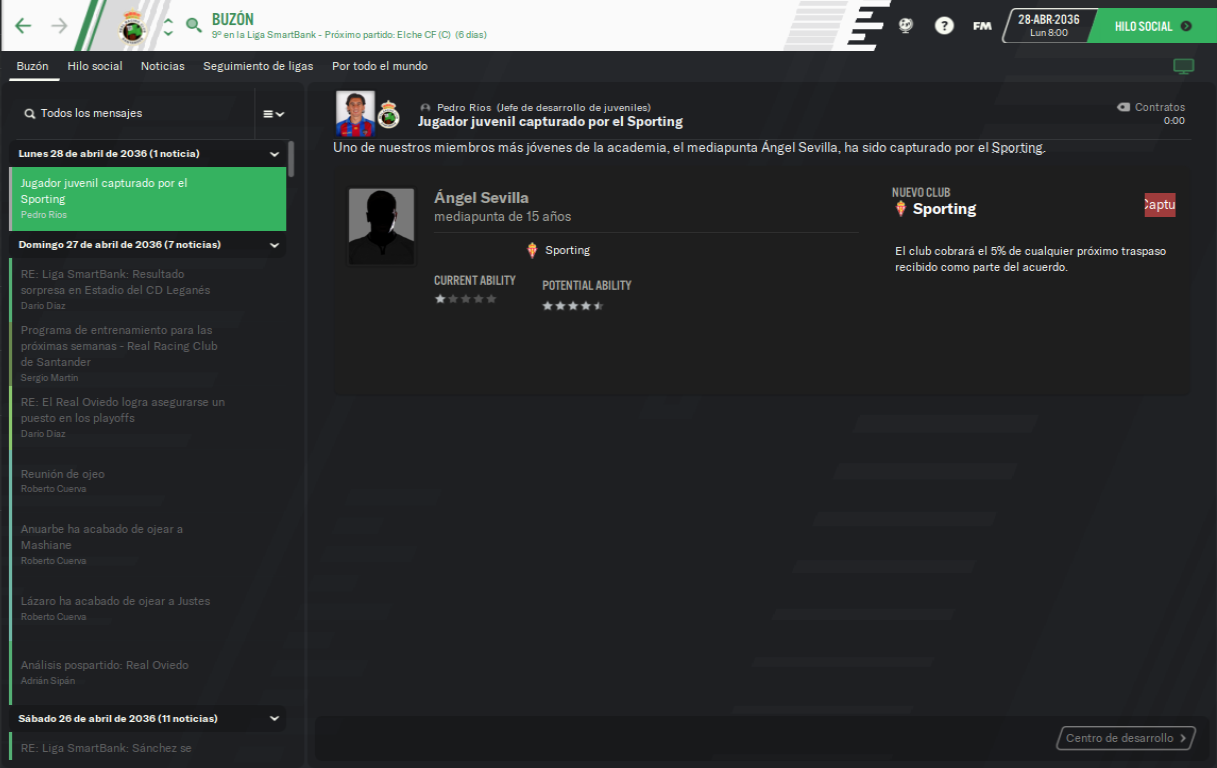 BUZÓN
9º en la Liga SmartBank - Próximo partido: Elche CF (C) (6 días)
?
FM
28-ABR-2036
Lun 8:00
HILO SOCIAL
Buzón
Hilo social
Noticias
Seguimiento de ligas
Por todo el mundo
Todos los mensajes
Lunes 28 de abril de 2036 (1 noticia)
Jugador juvenil capturado por el
Sporting
Pedro Ríos
Domingo 27 de abril de 2036 (7 noticias)
RE: Liga SmartBank: Resultado
sorpresa en Estadio del CD Leganés
Darío Díaz
Programa de entrenamiento para las
próximas semanas - Real Racing Club
de Santander
Sergio Martín
RE: El Real Oviedo logra asegurarse un
puesto en los playoffs
Darío Díaz
Reunión de ojeo
Roberto Cuerva
Anuarbe ha acabado de ojear a
Mashiane
Roberto Cuerva
Lázaro ha acabado de ojear a Justes
Roberto Cuerva
Análisis pospartido: Real Oviedo
Adrián Sipán
Sábado 26 de abril de 2036 (11 noticias)
RE: Liga SmartBank: Sánchez se
Pedro Ríos (Jefe de desarrollo de juveniles)
Jugador juvenil capturado por el Sporting
Contratos
0:00
Uno de nuestros miembros más jóvenes de la academia, el mediapunta Ángel Sevilla, ha sido capturado por el Sporting.
Ángel Sevilla
mediapunta de 15 años
Sporting
CURRENT ABILITY
POTENTIAL ABILITY
NUEVO CLUB
Sporting
Captu
El club cobrará el 5% de cualquier próximo traspaso
recibido como parte del acuerdo.
Centro de desarrollo